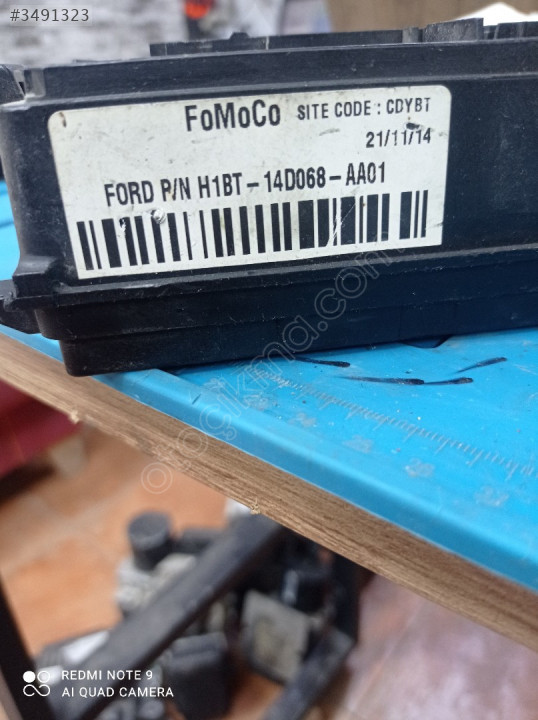 #3491323
FoMoCo SITE CODE : CDYBT
21/11/14
FORD P/N H1BT-14D068-AA01
otogikma.com
REDMI NOTE 9
AI QUAD CAMERA